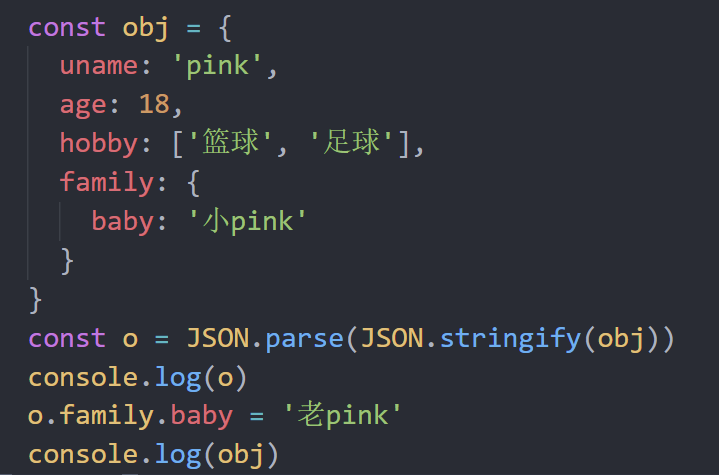 const obj = {
  uname: 'pink',
  age: 18,
  hobby: ['篮球', '足球'],
  family: {
    baby: '小pink'
  }
}
const o = JSON.parse(JSON.stringify(obj))
console.log(o)
o.family.baby = '老pink'
console.log(obj)